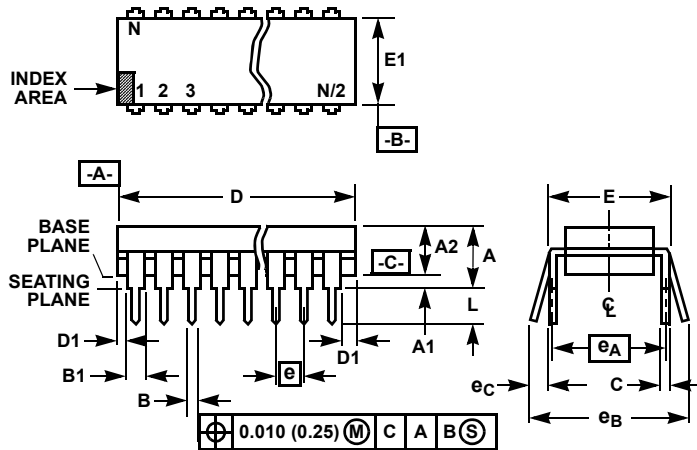 N
INDEX
AREA
1 2 3 N/2
E1
-B-
-A-
D
E
BASE
PLANE
A2
A
-C-
SEATING
PLANE
L
D1
A1
D1
B1
e
B
℄
eA
eC
C
eB
⌖ 0.010 (0.25) Ⓜ C A B Ⓢ